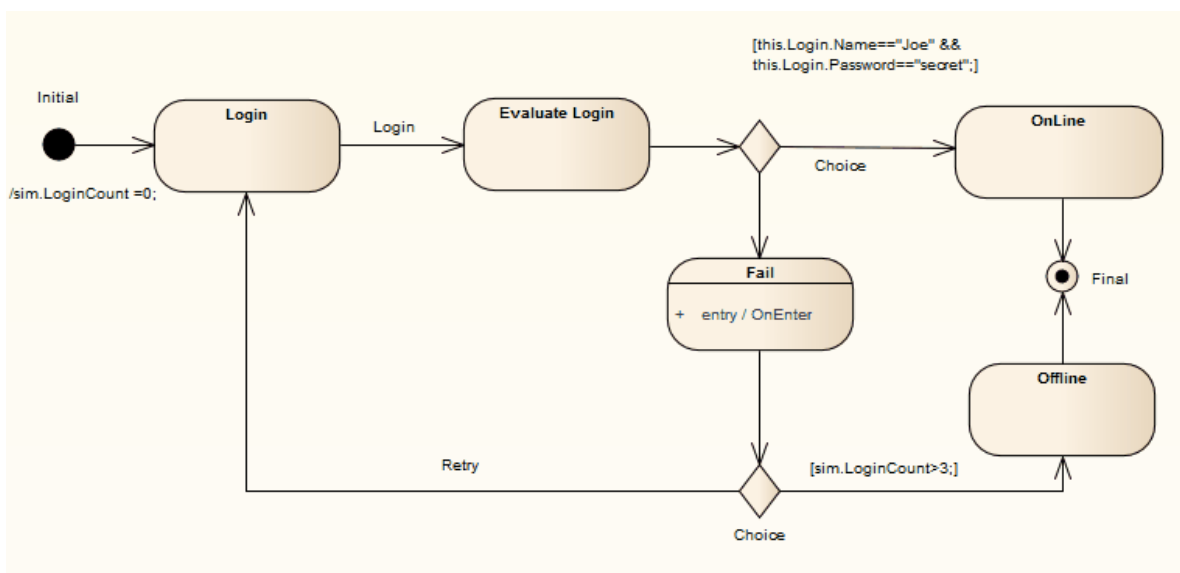 [this.Login.Name=="Joe" &&
this.Login.Password=="secret";]
Initial
Login
Login
Evaluate Login
OnLine
Choice
/sim.LoginCount =0;
Fail
+ entry / OnEnter
Final
Offline
Retry
[sim.LoginCount>3;]
Choice